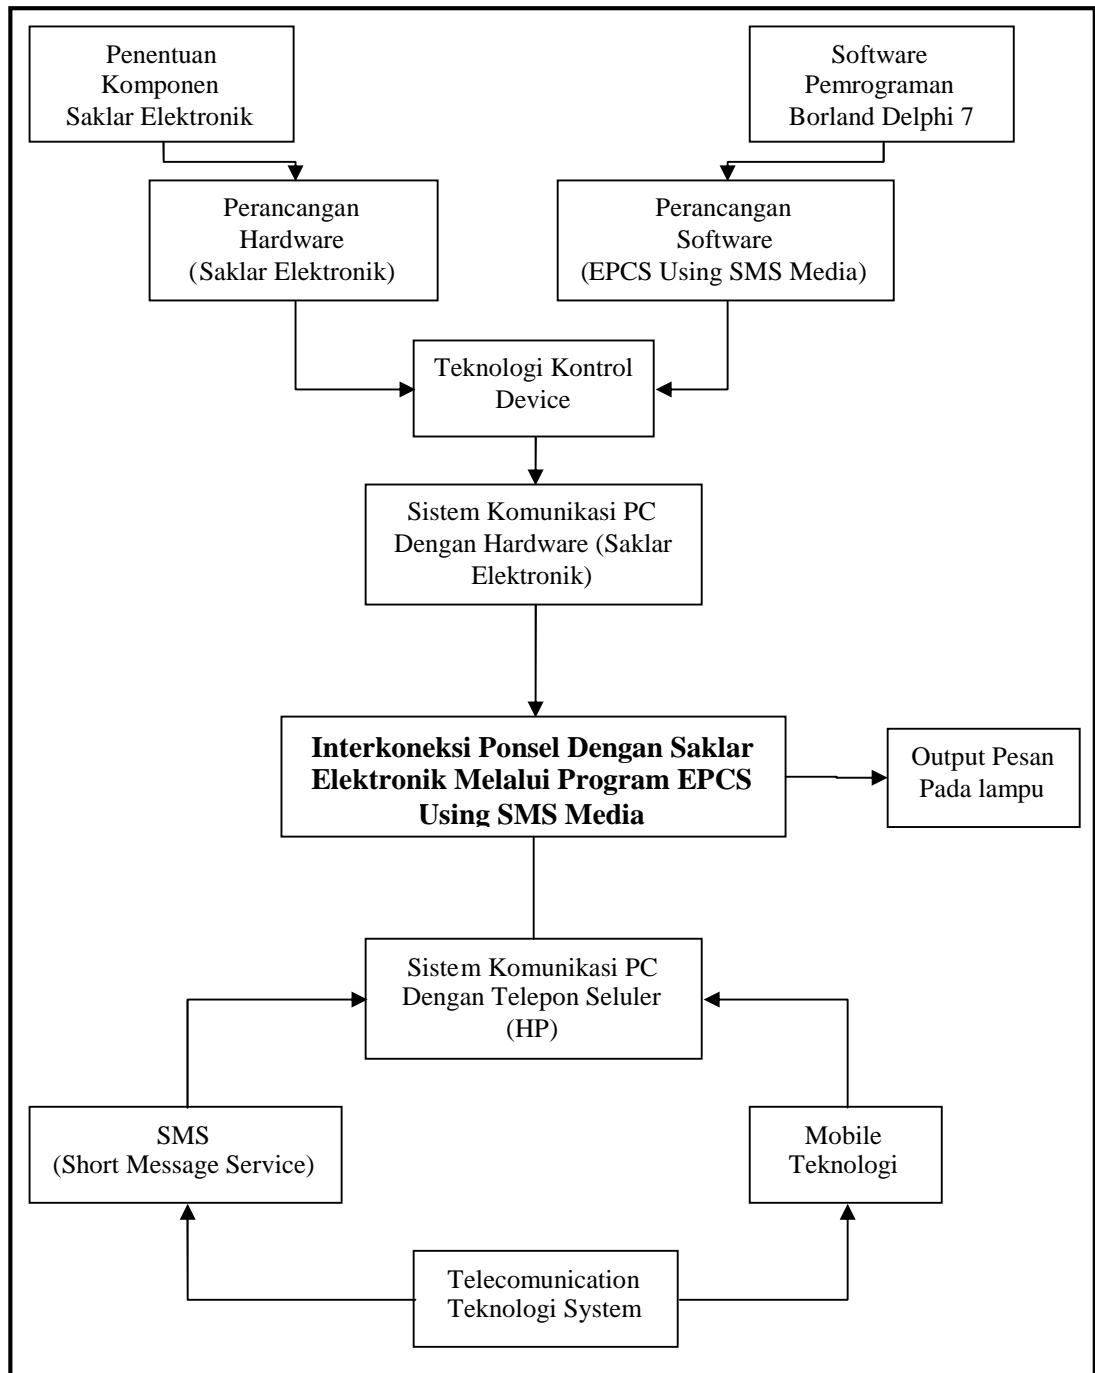 Penentuan
Komponen
Saklar Elektronik
Software
Pemrograman
Borland Delphi 7
Perancangan
Hardware
(Saklar Elektronik)
Perancangan
Software
(EPCS Using SMS Media)
Teknologi Kontrol
Device
Sistem Komunikasi PC
Dengan Hardware (Saklar
Elektronik)
Interkoneksi Ponsel Dengan Saklar
Elektronik Melalui Program EPCS
Using SMS Media
Output Pesan
Pada lampu
Sistem Komunikasi PC
Dengan Telepon Seluler
(HP)
SMS
(Short Message Service)
Mobile
Teknologi
Telecomunication
Teknologi System